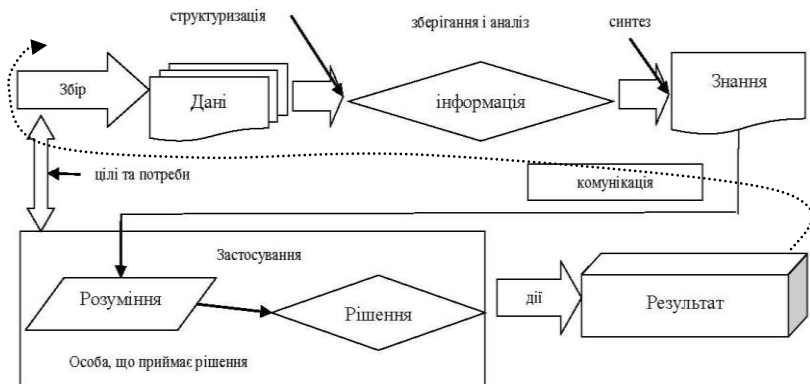 структуризація
зберігання і аналіз
синтез
Збір
Дані
інформація
Знання
цілі та потреби
комунікація
Застосування
Розуміння
Рішення
дії
Результат
Особа, що приймає рішення